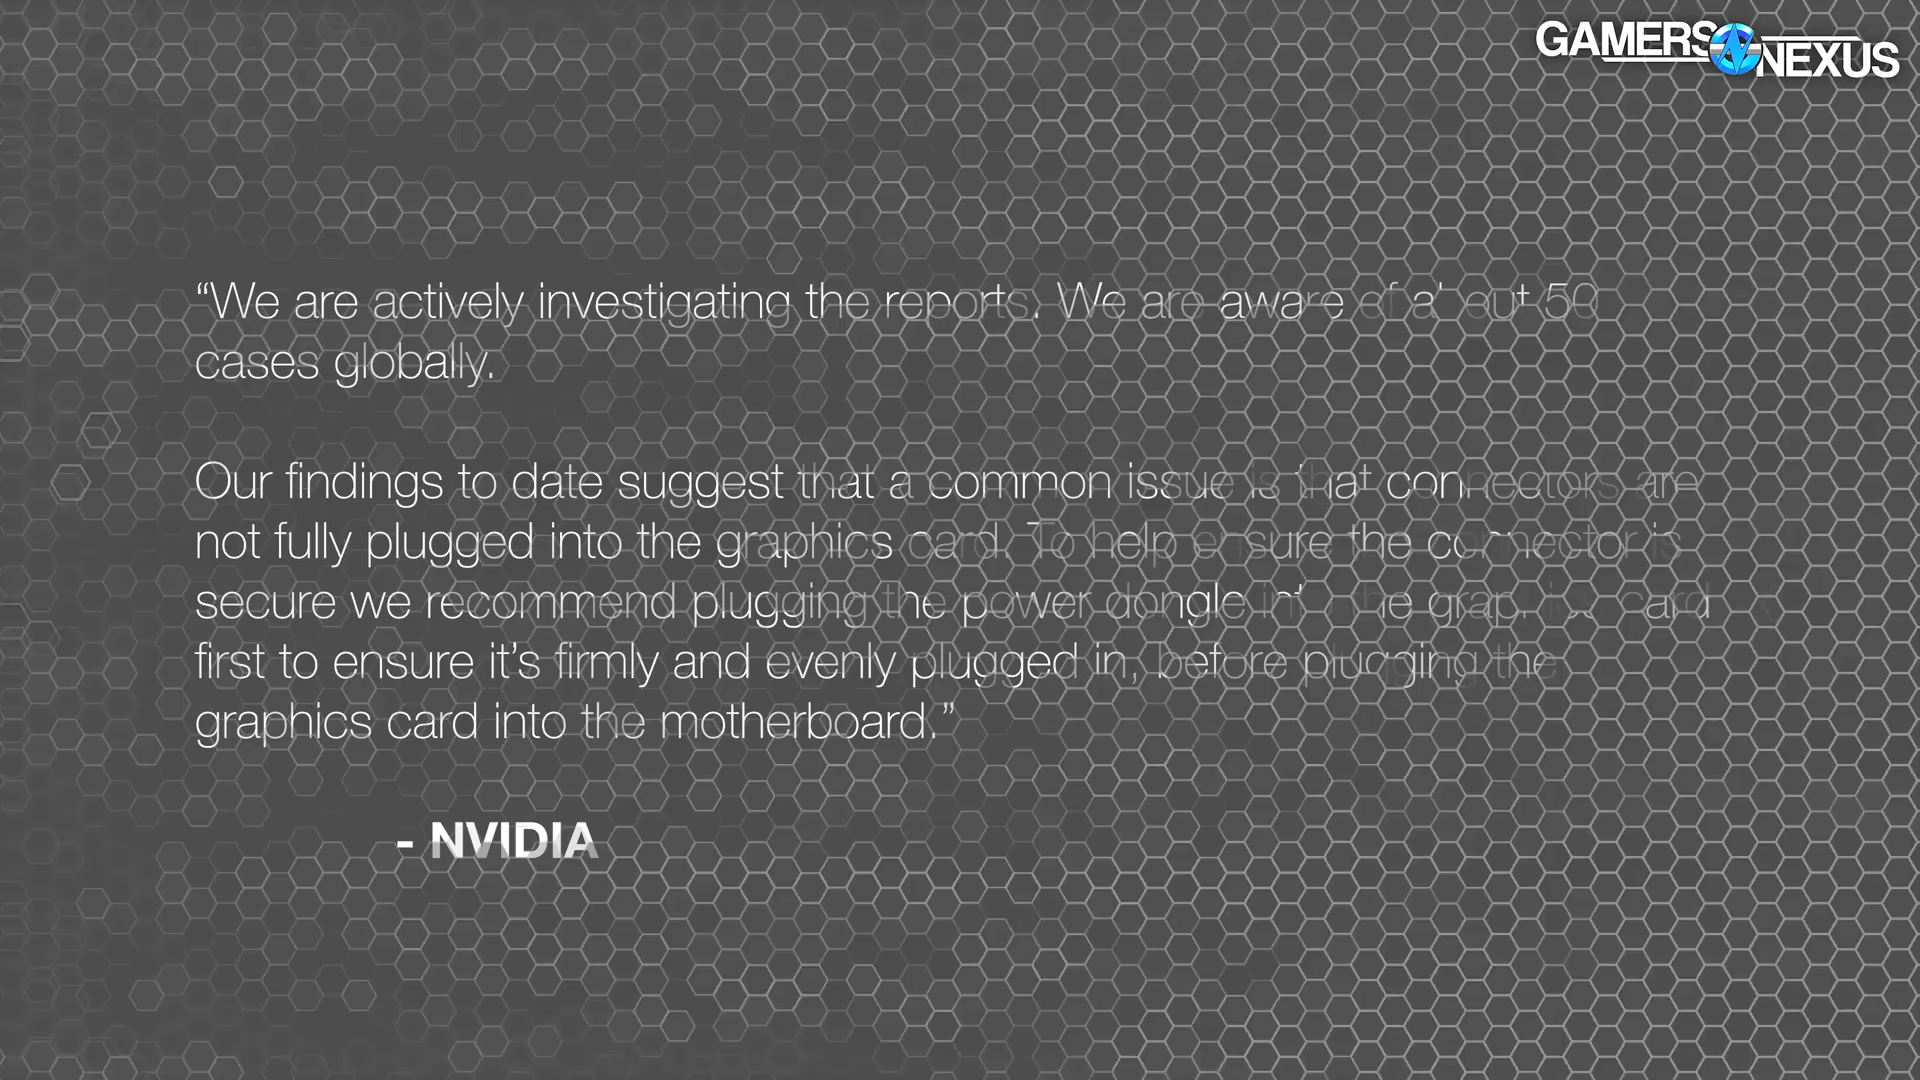 GAMERS NEXUS
“We are actively investigating the reports. We are aware of about 50
cases globally.
Our findings to date suggest that a common issue is that connectors are
not fully plugged into the graphics card. To help ensure the connector is
secure we recommend plugging the power dongle into the graphics card
first to ensure it’s firmly and evenly plugged in, before plugging the
graphics card into the motherboard.”
- NVIDIA